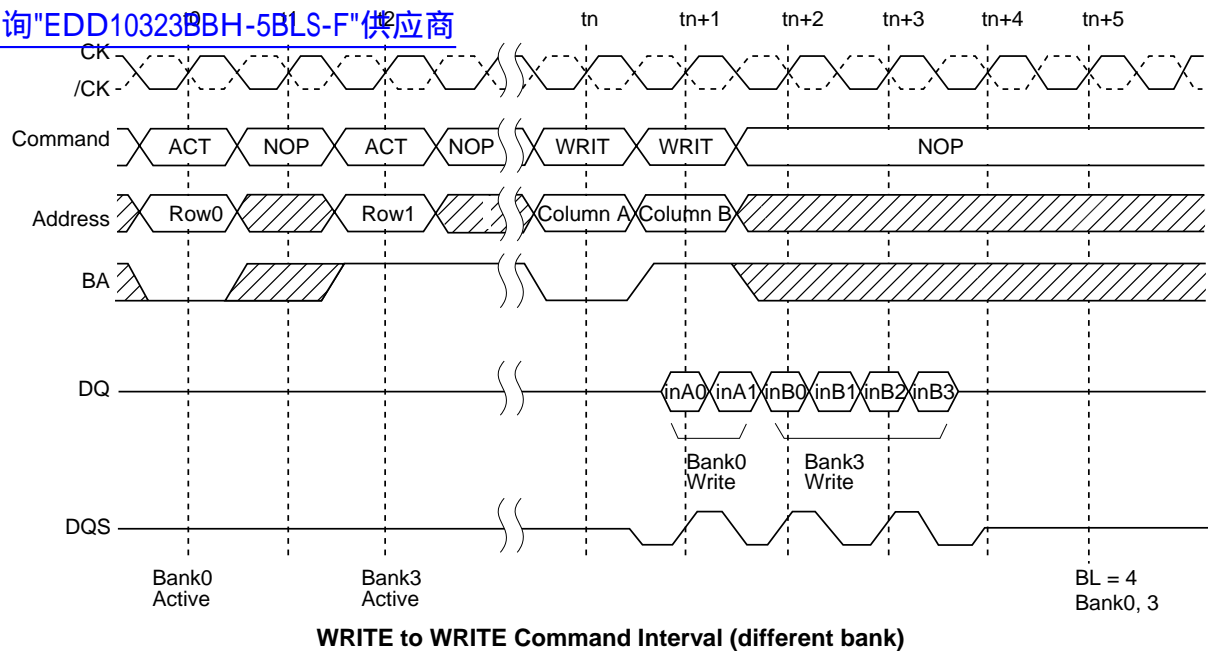 询"EDD10323BBH-5BLS-F"供应商
t0 t1 t2 tn tn+1 tn+2 tn+3 tn+4 tn+5
CK
/CK
Command ACT NOP ACT NOP WRIT WRIT NOP
Address Row0 Row1 Column A Column B
BA
DQ inA0 inA1 inB0 inB1 inB2 inB3
Bank0 Bank3
Write Write
DQS
Bank0 Bank3 BL = 4
Active Active Bank0, 3
WRITE to WRITE Command Interval (different bank)